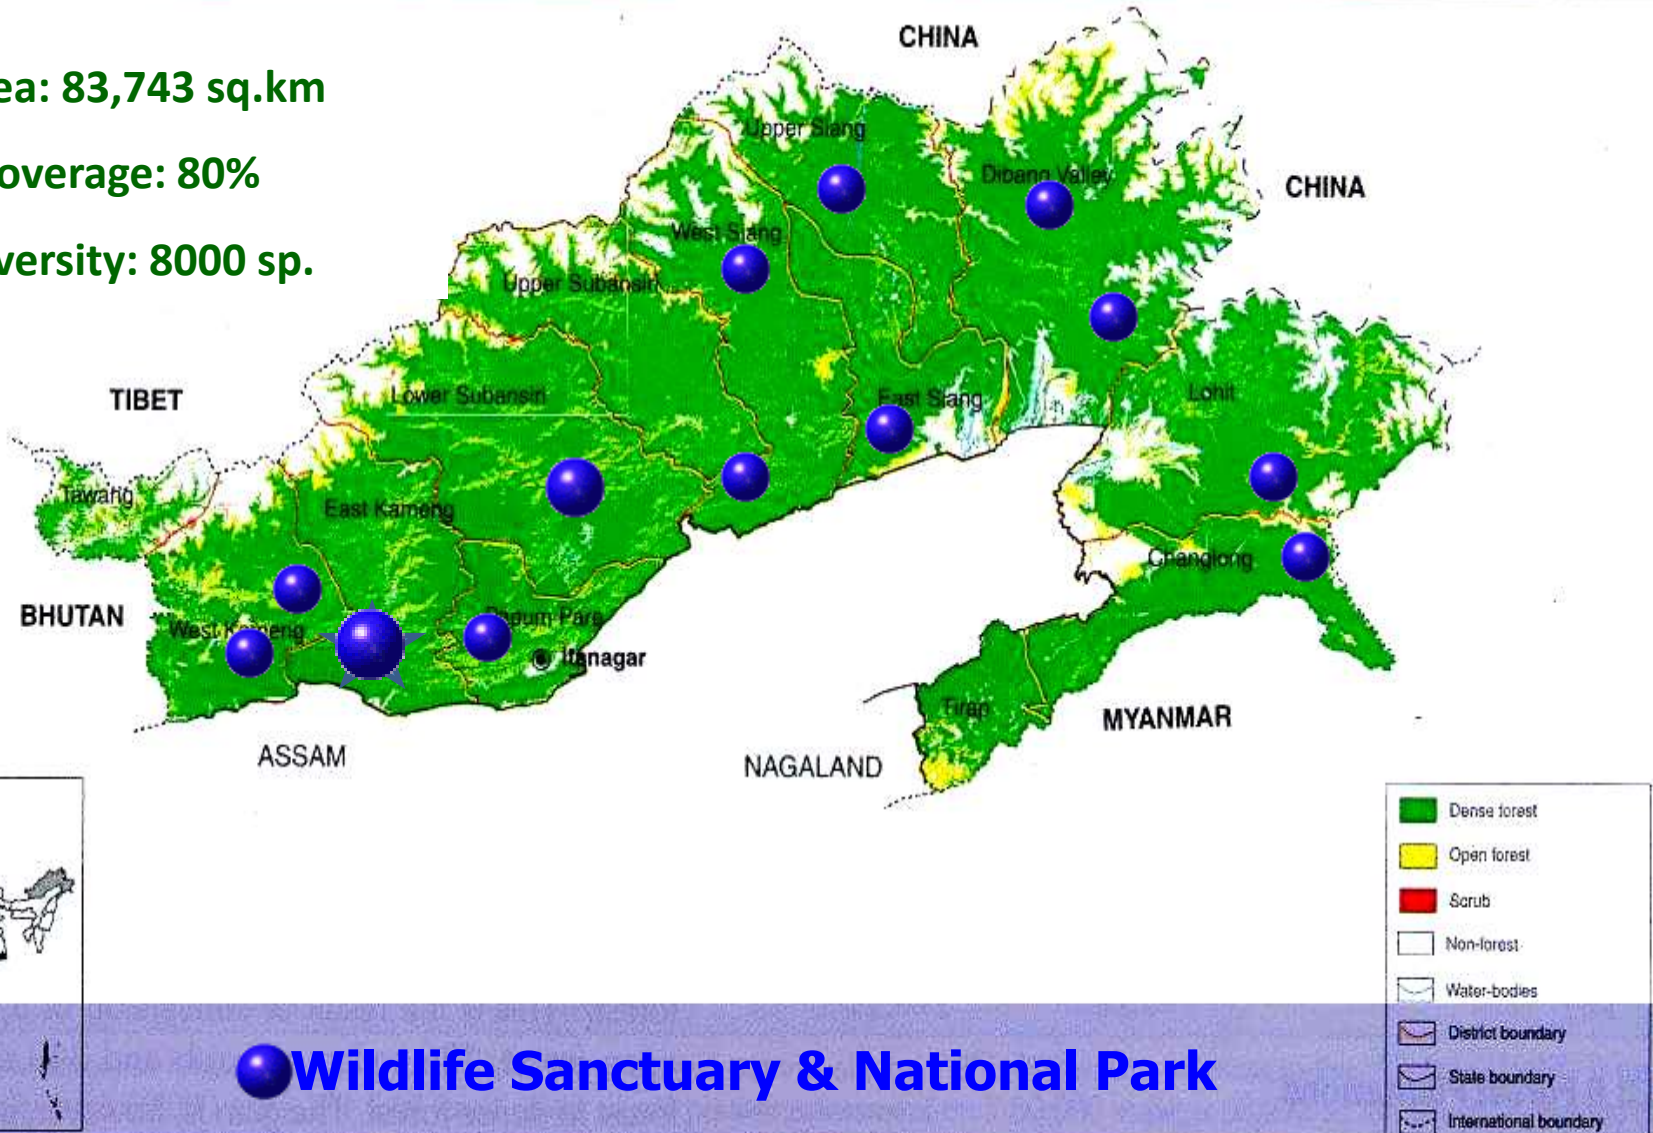 ea: 83,743 sq.km
overage: 80%
versity: 8000 sp.
CHINA
CHINA
Upper Siang
Dibang Valley
West Siang
Upper Subansiri
TIBET
Lower Subansiri
East Siang
Lohit
Tawang
East Kameng
Changlong
BHUTAN
West Kameng
Papum Pare
Itanagar
Tirap
MYANMAR
ASSAM
NAGALAND
Dense forest
Open forest
Scrub
Non-forest
Water-bodies
District boundary
State boundary
International boundary
Wildlife Sanctuary & National Park